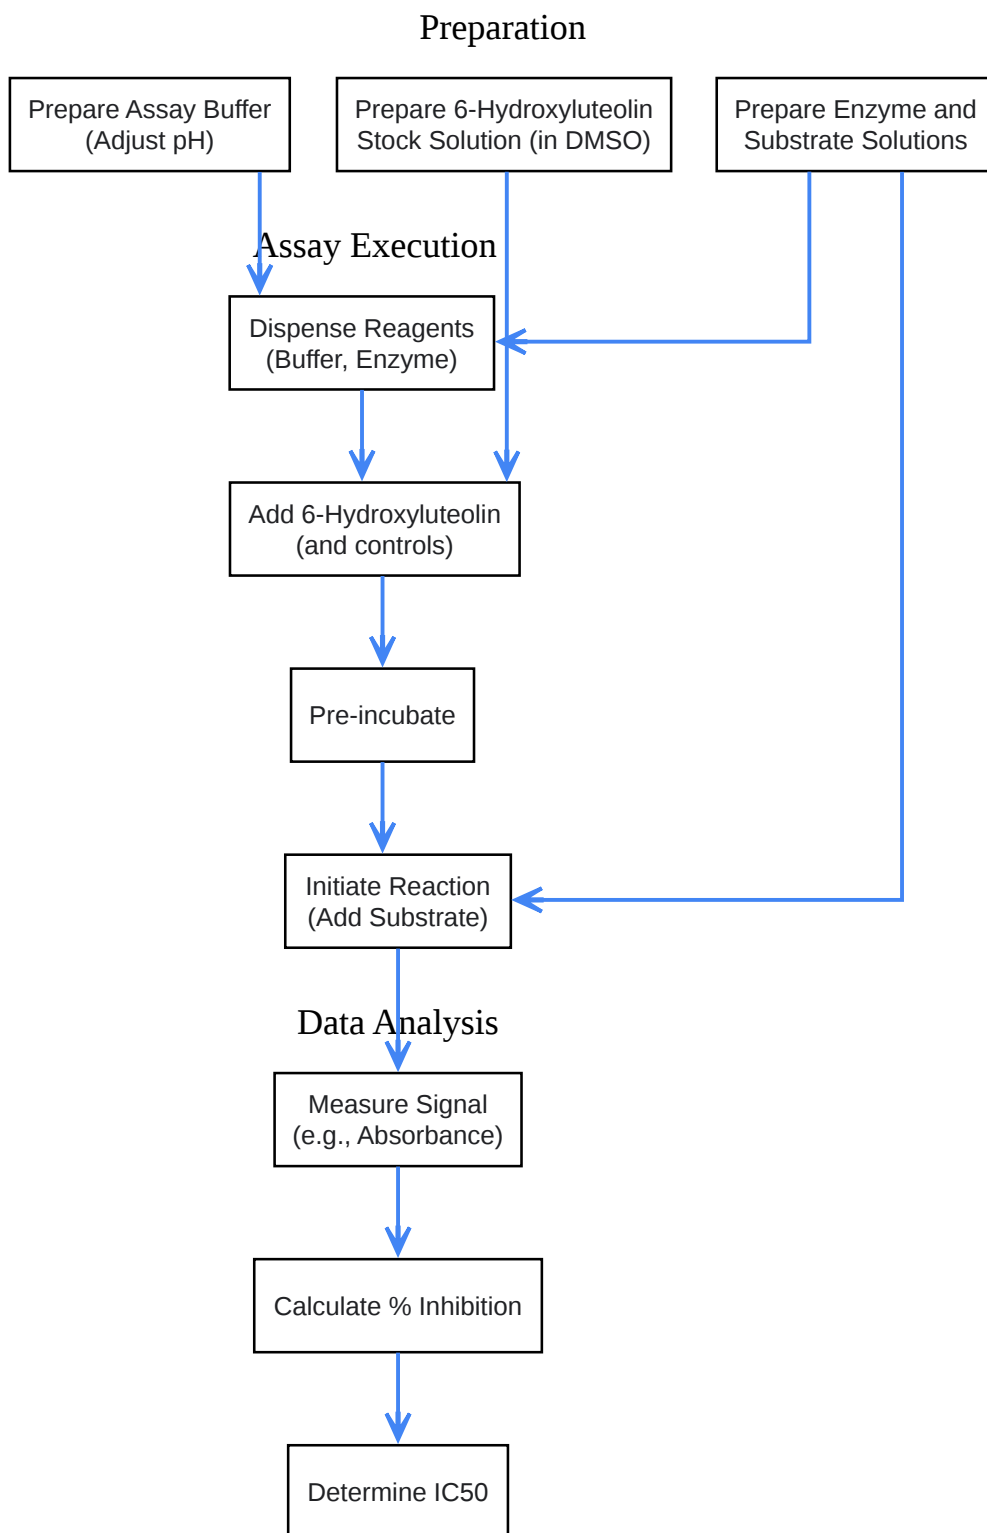 Preparation
Prepare Assay Buffer
(Adjust pH)
Prepare 6-Hydroxyluteolin
Stock Solution (in DMSO)
Prepare Enzyme and
Substrate Solutions
Assay Execution
Dispense Reagents
(Buffer, Enzyme)
Add 6-Hydroxyluteolin
(and controls)
Pre-incubate
Initiate Reaction
(Add Substrate)
Data Analysis
Measure Signal
(e.g., Absorbance)
Calculate % Inhibition
Determine IC50